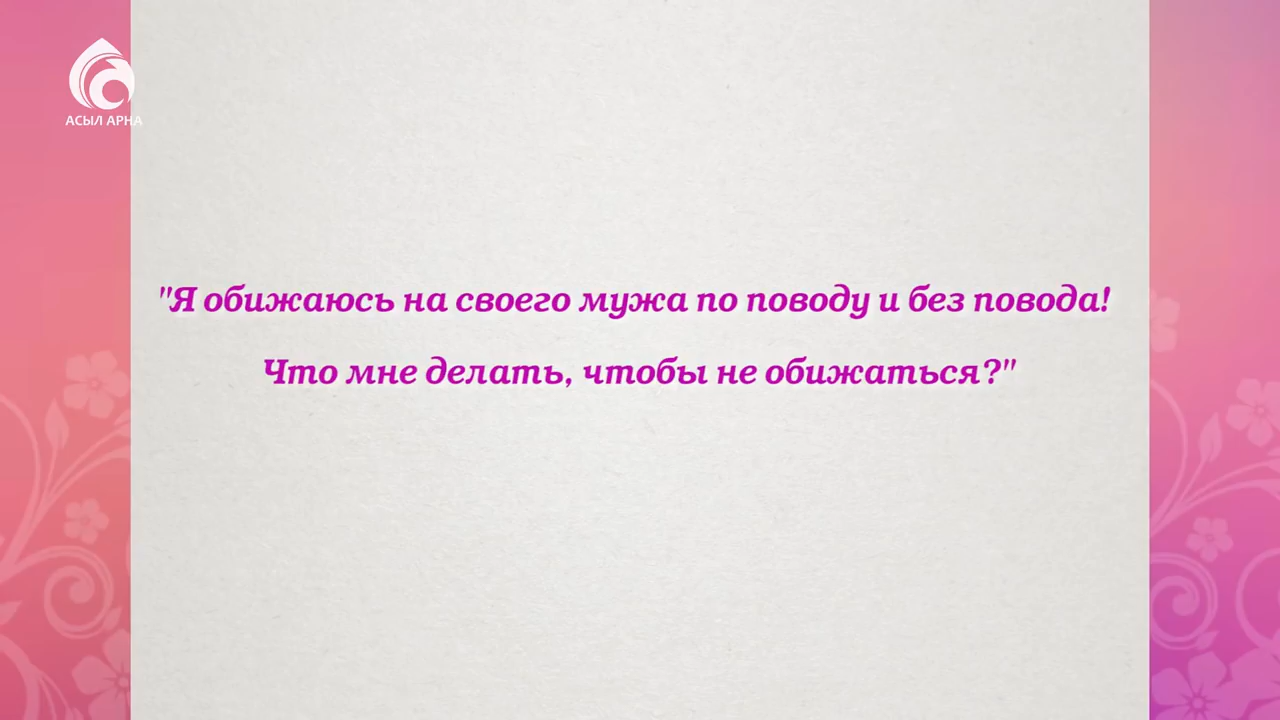 АСЫЛ АРНА
"Я обижаюсь на своего мужа по поводу и без повода!
Что мне делать, чтобы не обижаться?"